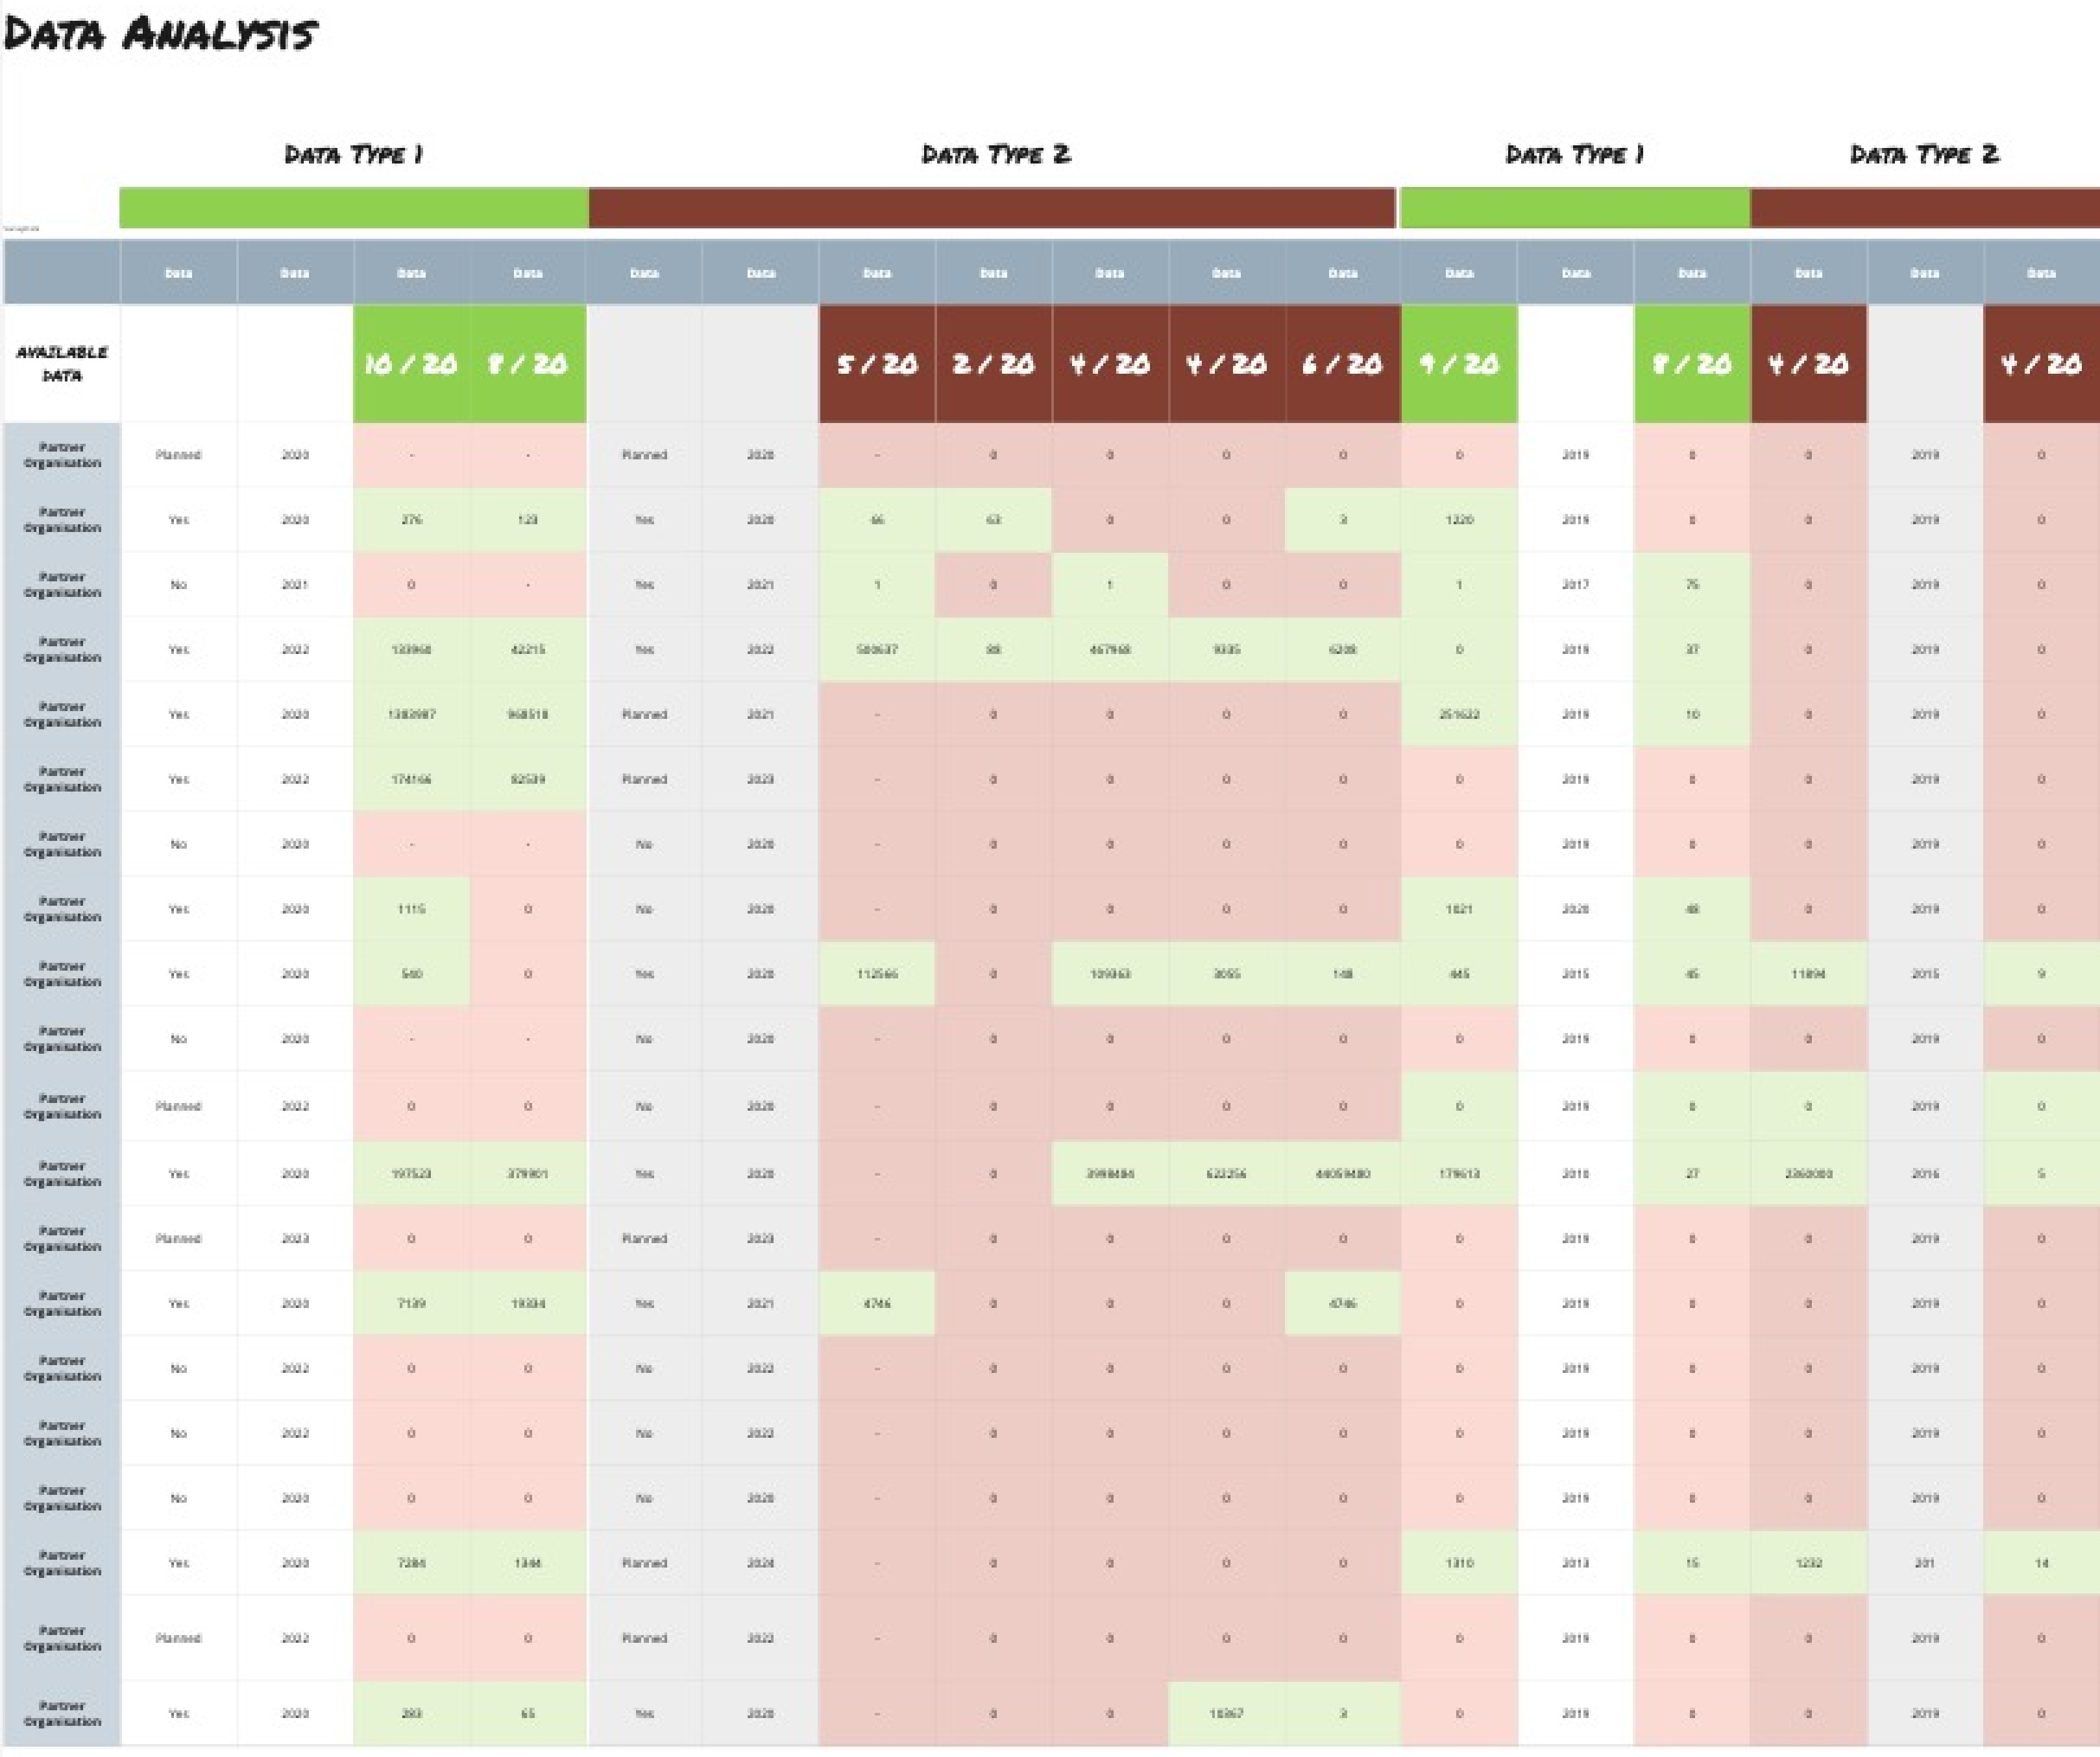 DATA ANALYSIS
DATA TYPE 1 DATA TYPE 2 DATA TYPE 1 DATA TYPE 2
Data Data Data Data Data Data Data Data Data Data Data Data Data Data Data Data Data
AVAILABLE DATA 10 / 20 8 / 20 5 / 20 2 / 20 4 / 20 4 / 20 6 / 20 9 / 20 8 / 20 4 / 20 4 / 20
Partner Organisation Planned 2020 - - Planned 2020 - 0 0 0 0 0 2019 0 0 2019 0
Partner Organisation Yes 2020 276 123 Yes 2020 66 63 0 0 3 1220 2019 0 0 2019 0
Partner Organisation No 2021 0 - Yes 2021 1 0 1 0 0 1 2017 75 0 2019 0
Partner Organisation Yes 2022 133960 42215 Yes 2022 500637 88 467968 9335 6208 0 2019 37 0 2019 0
Partner Organisation Yes 2020 1383987 968518 Planned 2021 - 0 0 0 0 251622 2019 10 0 2019 0
Partner Organisation Yes 2022 174166 82539 Planned 2023 - 0 0 0 0 0 2019 0 0 2019 0
Partner Organisation No 2020 - - No 2020 - 0 0 0 0 0 2019 0 0 2019 0
Partner Organisation Yes 2020 1115 0 No 2020 - 0 0 0 0 1021 2020 48 0 2019 0
Partner Organisation Yes 2020 540 0 Yes 2020 112566 0 109363 3055 148 445 2015 45 11894 2015 9
Partner Organisation No 2020 - - No 2020 - 0 0 0 0 0 2019 0 0 2019 0
Partner Organisation Planned 2022 0 0 No 2020 - 0 0 0 0 0 2019 0 0 2019 0
Partner Organisation Yes 2020 197523 379901 Yes 2020 - 0 3998484 622256 44059480 179613 2010 27 2360000 2016 5
Partner Organisation Planned 2023 0 0 Planned 2023 - 0 0 0 0 0 2019 0 0 2019 0
Partner Organisation Yes 2020 7139 19334 Yes 2021 4746 0 0 0 4746 0 2019 0 0 2019 0
Partner Organisation No 2022 0 0 No 2022 - 0 0 0 0 0 2019 0 0 2019 0
Partner Organisation No 2022 0 0 No 2022 - 0 0 0 0 0 2019 0 0 2019 0
Partner Organisation No 2020 0 0 No 2020 - 0 0 0 0 0 2019 0 0 2019 0
Partner Organisation Yes 2020 7284 1344 Planned 2024 - 0 0 0 0 1310 2013 15 1232 201 14
Partner Organisation Planned 2022 0 0 Planned 2022 - 0 0 0 0 0 2019 0 0 2019 0
Partner Organisation Yes 2020 283 65 Yes 2020 - 0 0 10367 3 0 2019 0 0 2019 0